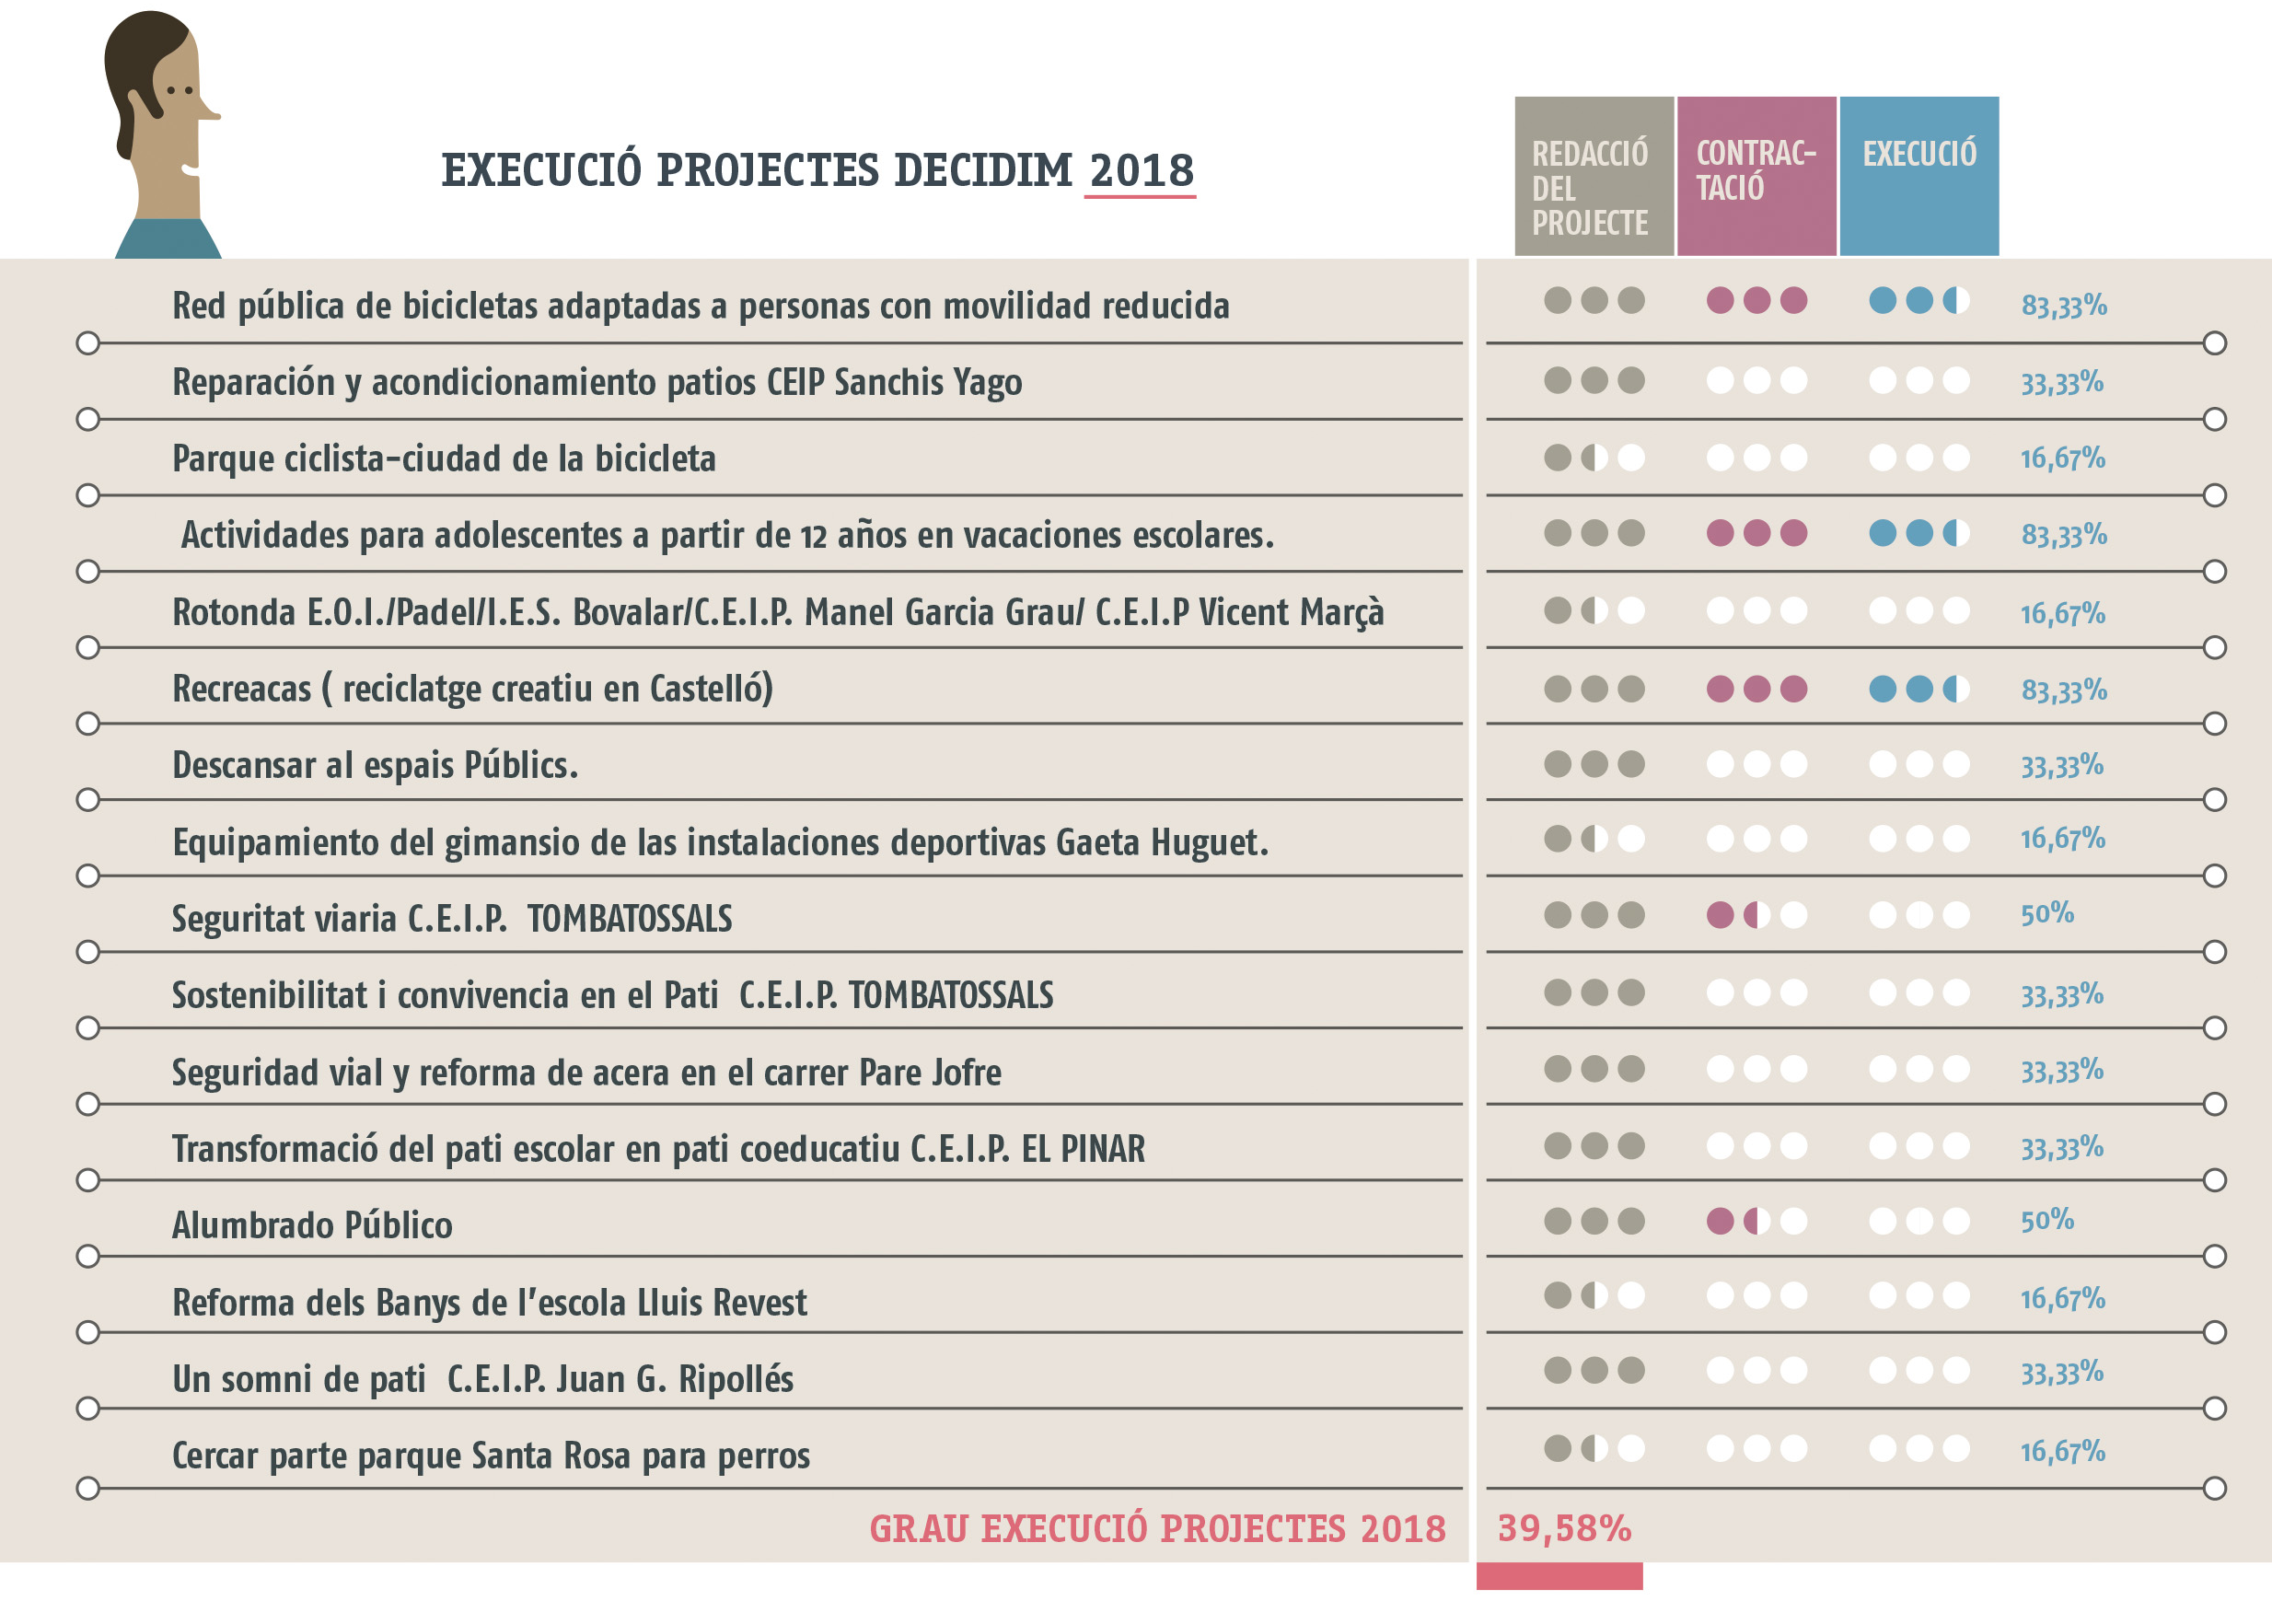 EXECUCIÓ PROJECTES DECIDIM 2018
REDACCIÓ
DEL
PROJECTE
CONTRAC-
TACIÓ
EXECUCIÓ
Red pública de bicicletas adaptadas a personas con movilidad reducida 83,33%
Reparación y acondicionamiento patios CEIP Sanchis Yago 33,33%
Parque ciclista-ciudad de la bicicleta 16,67%
Actividades para adolescentes a partir de 12 años en vacaciones escolares. 83,33%
Rotonda E.O.I./Padel/I.E.S. Bovalar/C.E.I.P. Manel Garcia Grau/ C.E.I.P Vicent Marçà 16,67%
Recreacas ( reciclatge creatiu en Castelló) 83,33%
Descansar al espais Públics. 33,33%
Equipamiento del gimansio de las instalaciones deportivas Gaeta Huguet. 16,67%
Seguritat viaria C.E.I.P. TOMBATOSSALS 50%
Sostenibilitat i convivencia en el Pati C.E.I.P. TOMBATOSSALS 33,33%
Seguridad vial y reforma de acera en el carrer Pare Jofre 33,33%
Transformació del pati escolar en pati coeducatiu C.E.I.P. EL PINAR 33,33%
Alumbrado Público 50%
Reforma dels Banys de l'escola Lluis Revest 16,67%
Un somni de pati C.E.I.P. Juan G. Ripollés 33,33%
Cercar parte parque Santa Rosa para perros 16,67%
GRAU EXECUCIÓ PROJECTES 2018 39,58%